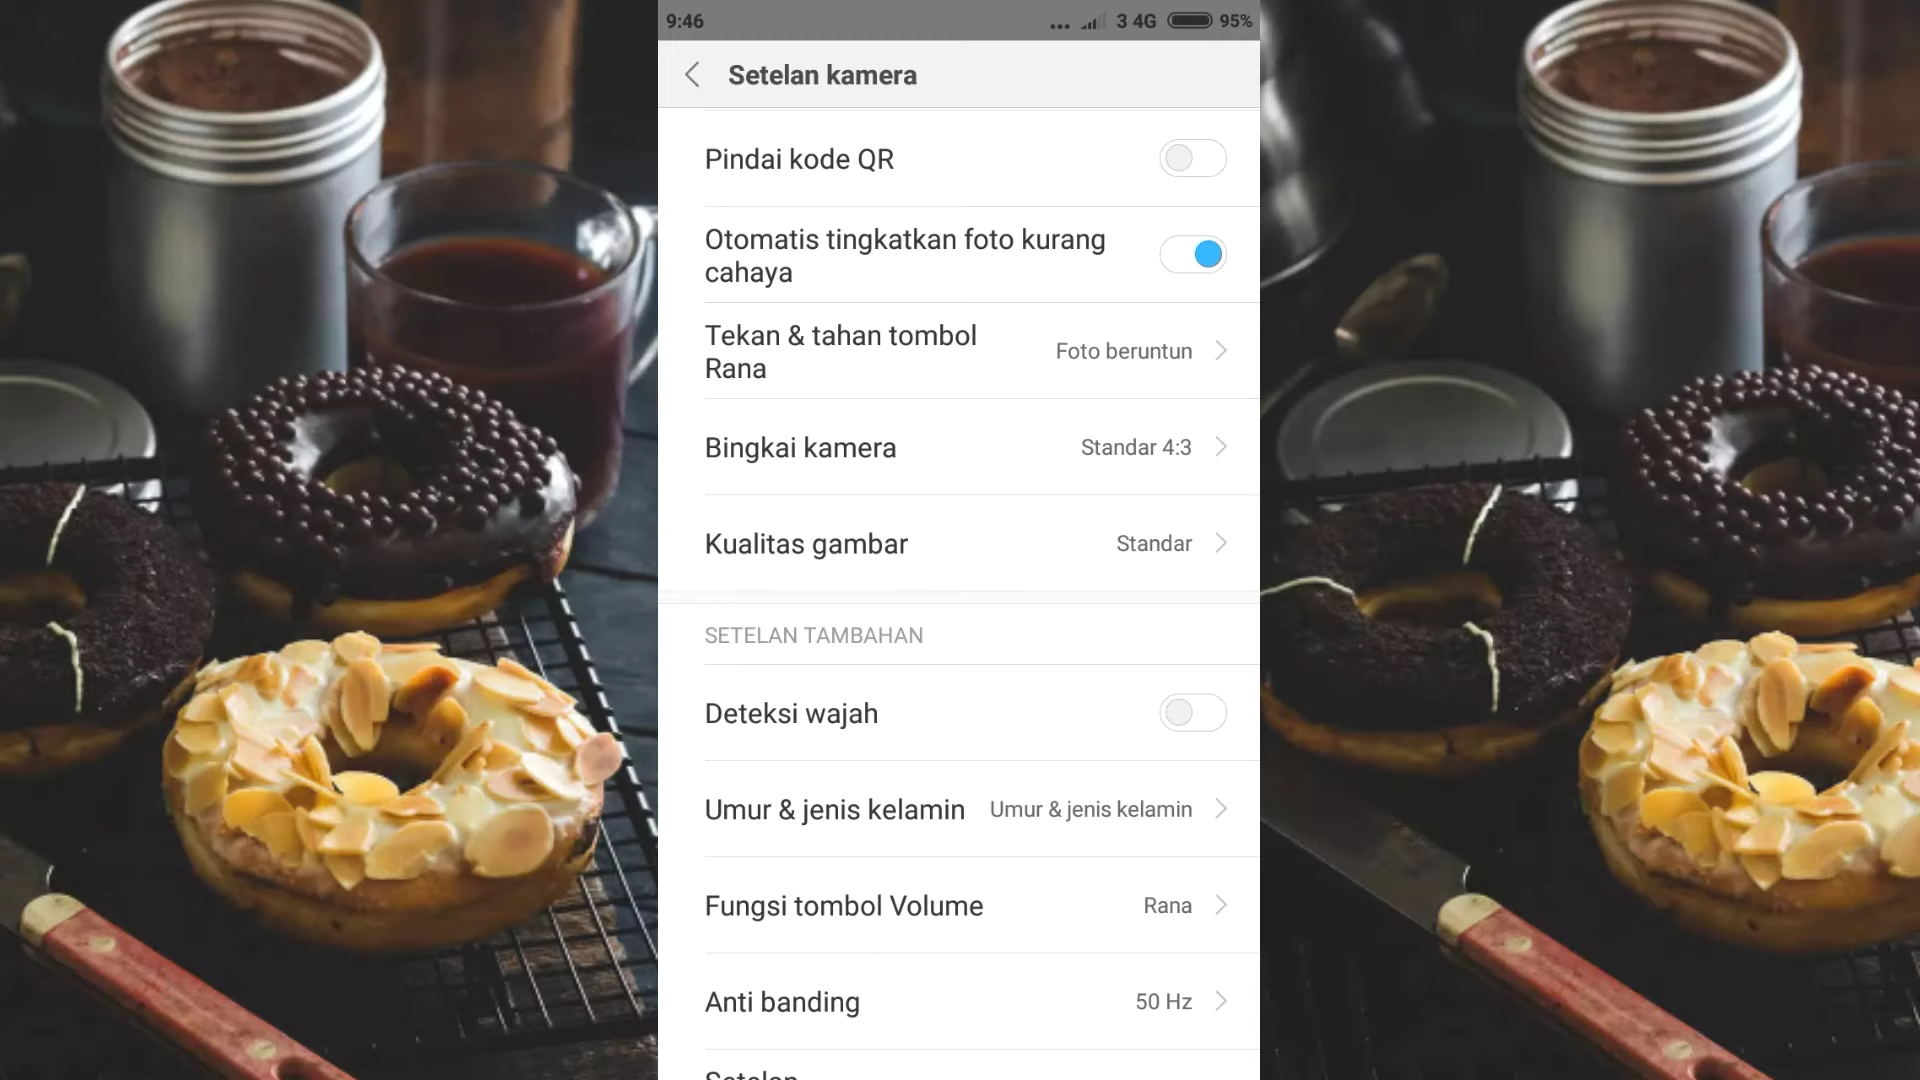 9:46
... 3 4G 95%
Setelan kamera
Pindai kode QR
Otomatis tingkatkan foto kurang
cahaya
Tekan & tahan tombol
Rana
Foto beruntun
Bingkai kamera
Standar 4:3
Kualitas gambar
Standar
SETELAN TAMBAHAN
Deteksi wajah
Umur & jenis kelamin
Umur & jenis kelamin
Fungsi tombol Volume
Rana
Anti banding
50 Hz
Setelan